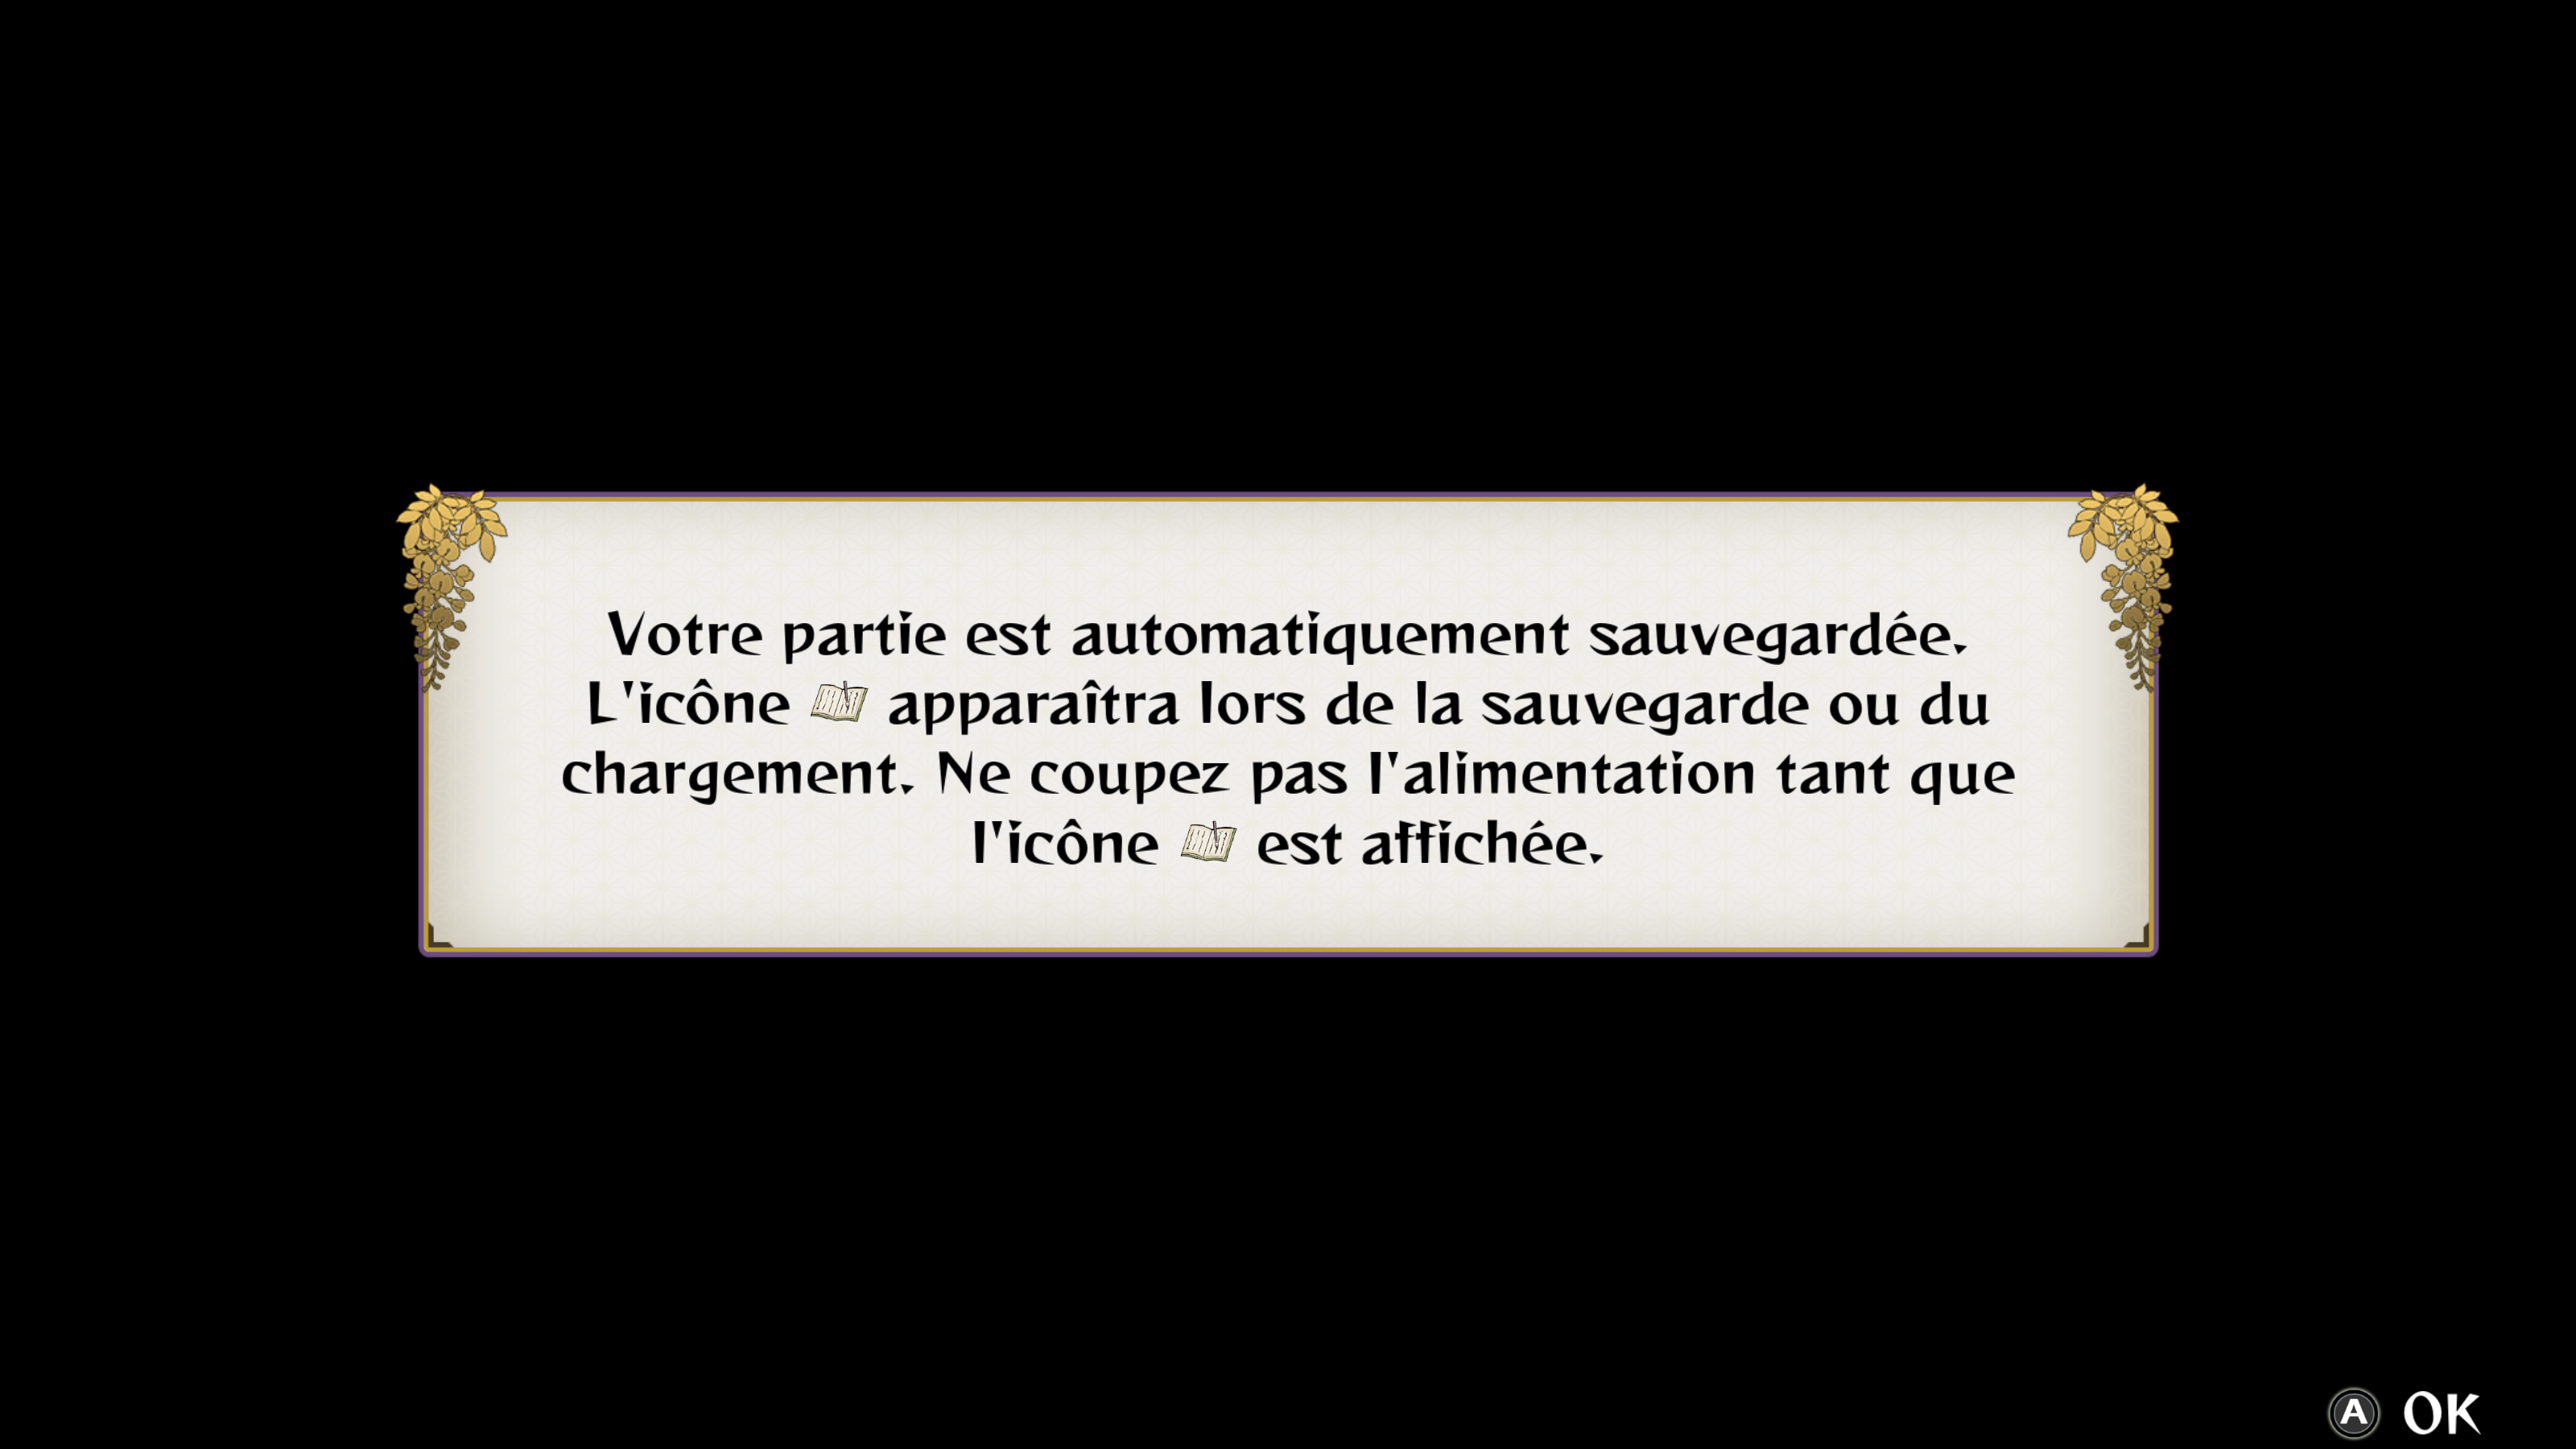 Votre partie est automatiquement sauvegardée.
L'icône apparaîtra lors de la sauvegarde ou du
chargement. Ne coupez pas l'alimentation tant que
l'icône est affichée.
A OK